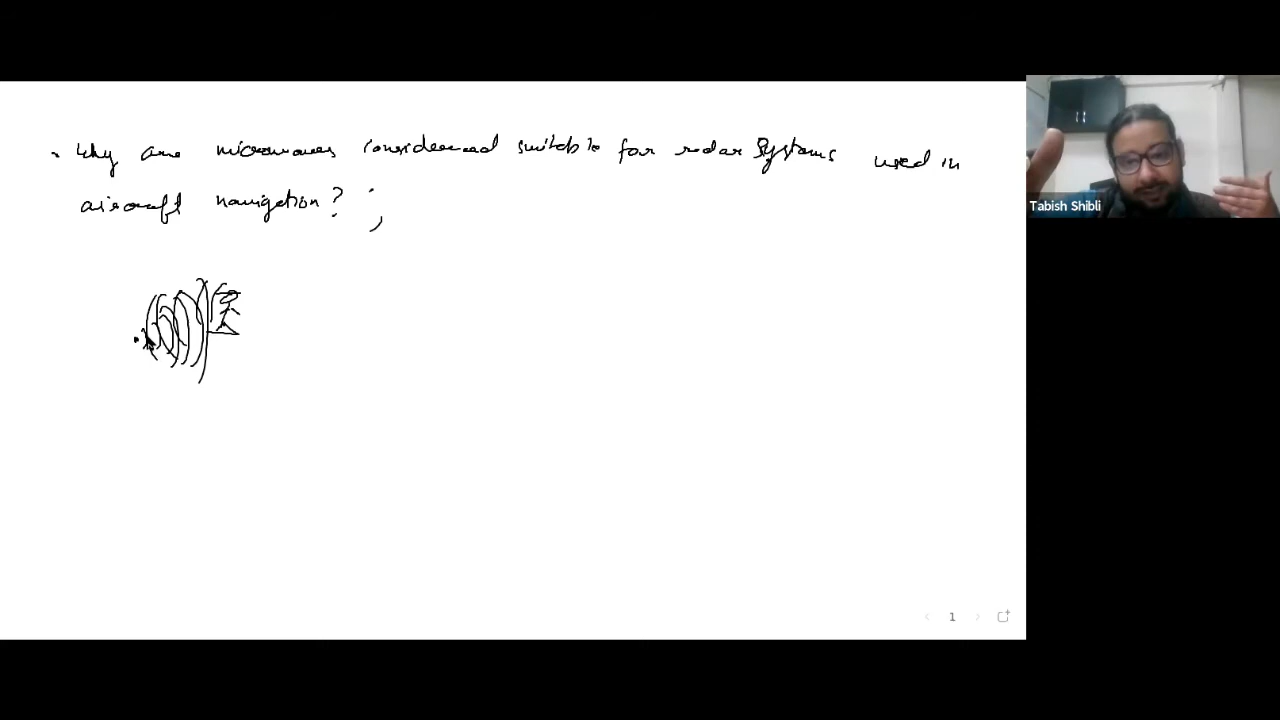 Why are microwaves considered suitable for radar systems used in
aircraft navigation? ;
Tabish Shibli
1